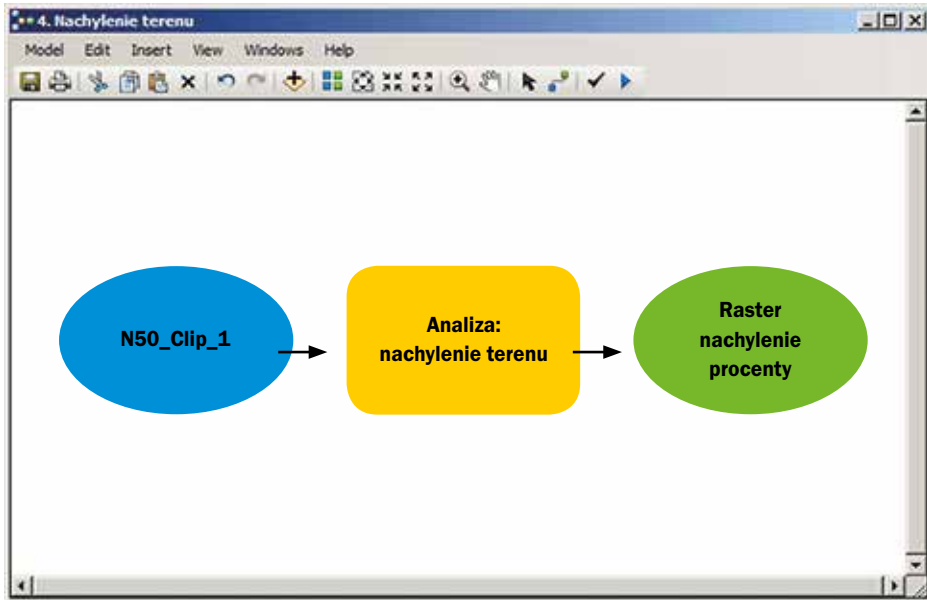 4. Nachylenie terenu
Model Edit Insert View Windows Help
N50_Clip_1
Analiza:
nachylenie terenu
Raster
nachylenie
procenty